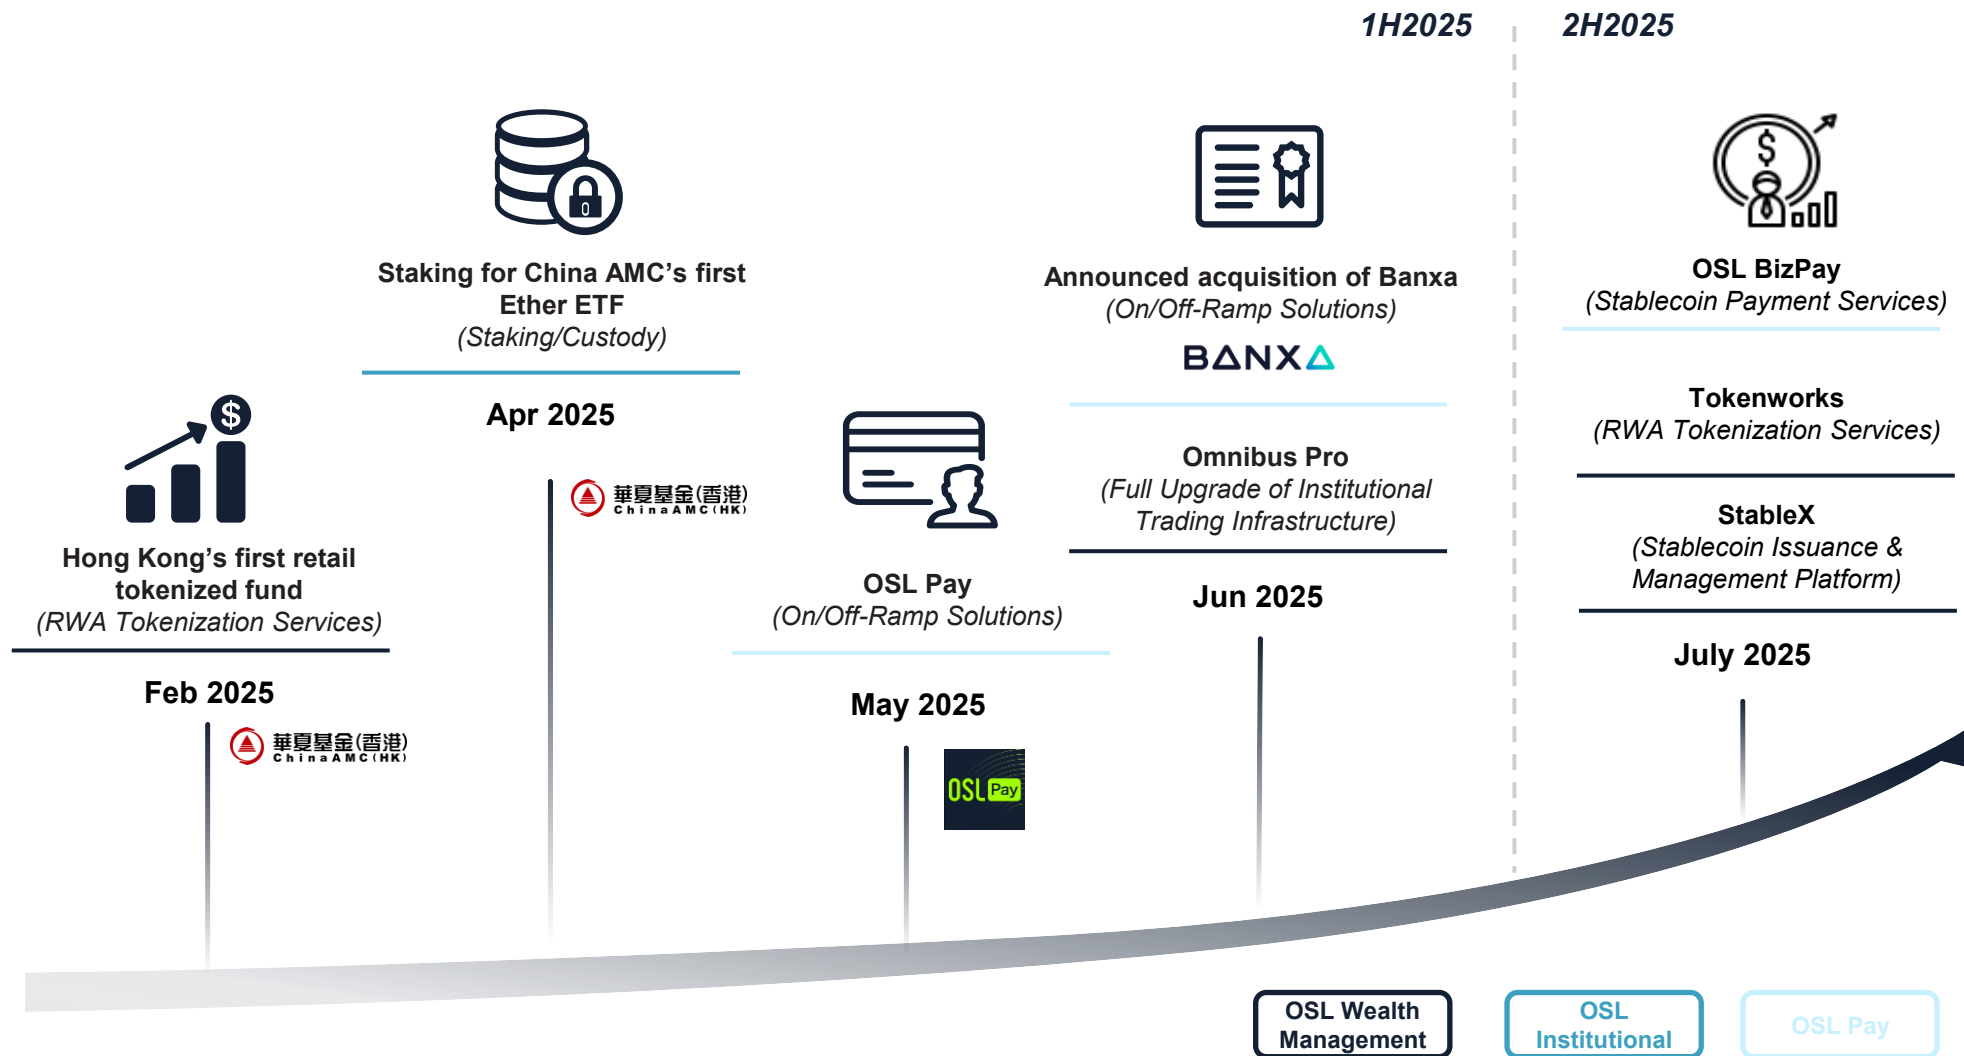 1H2025
2H2025
Hong Kong’s first retail
tokenized fund
(RWA Tokenization Services)
Feb 2025
華夏基金(香港)
ChinaAMC(HK)
Staking for China AMC’s first
Ether ETF
(Staking/Custody)
Apr 2025
華夏基金(香港)
ChinaAMC(HK)
OSL Pay
(On/Off-Ramp Solutions)
May 2025
OSL Pay
Announced acquisition of Banxa
(On/Off-Ramp Solutions)
BANXA
Omnibus Pro
(Full Upgrade of Institutional
Trading Infrastructure)
Jun 2025
OSL BizPay
(Stablecoin Payment Services)
Tokenworks
(RWA Tokenization Services)
StableX
(Stablecoin Issuance &
Management Platform)
July 2025
OSL Wealth
Management
OSL
Institutional
OSL Pay